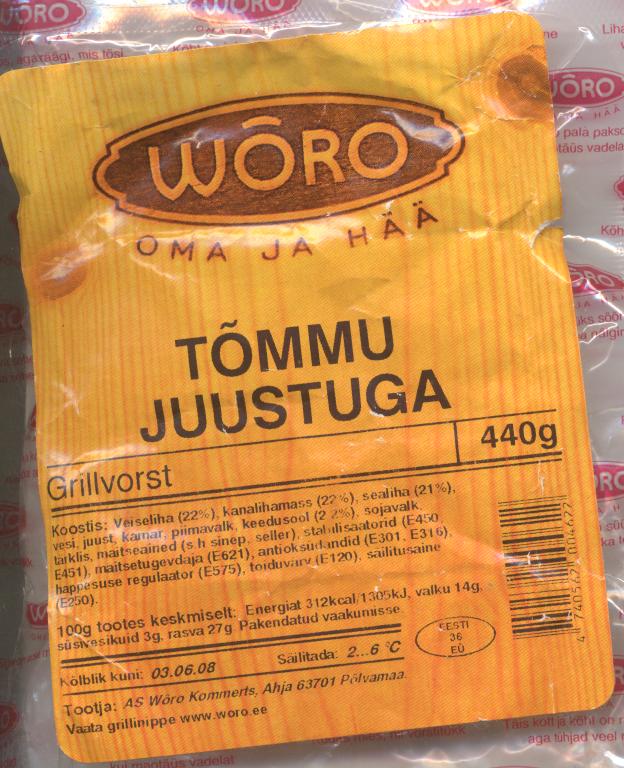 WÕRO
OMA JA HÄÄ
TÕMMU
JUUSTUGA
440g
Grillvorst
Koostis: Veiseliha (22%), kanalihamass (22%), sealiha (21%),
vesi, juust, kamar, piimavalk, keedusool (2.2%), sojavalk,
tärklis, maitseained (s.h sinep, seller), stabilisaatorid (E450,
E451), maitsetugevdaja (E621), antioksüdandid (E301, E316),
happesuse regulaator (E575), toiduvärv (E120), säilitusaine
(E250).
100g tootes keskmiselt: Energiat 312kcal/1305kJ, valku 14g,
süsivesikuid 3g, rasva 27g. Pakendatud vaakumisse.
EESTI
36
EÜ
Kõlblik kuni: 03.06.08 Säilitada: 2...6 °C
Tootja: AS Wõro Kommerts, Ahja 63701 Põlvamaa.
Vaata grillinippe www.woro.ee